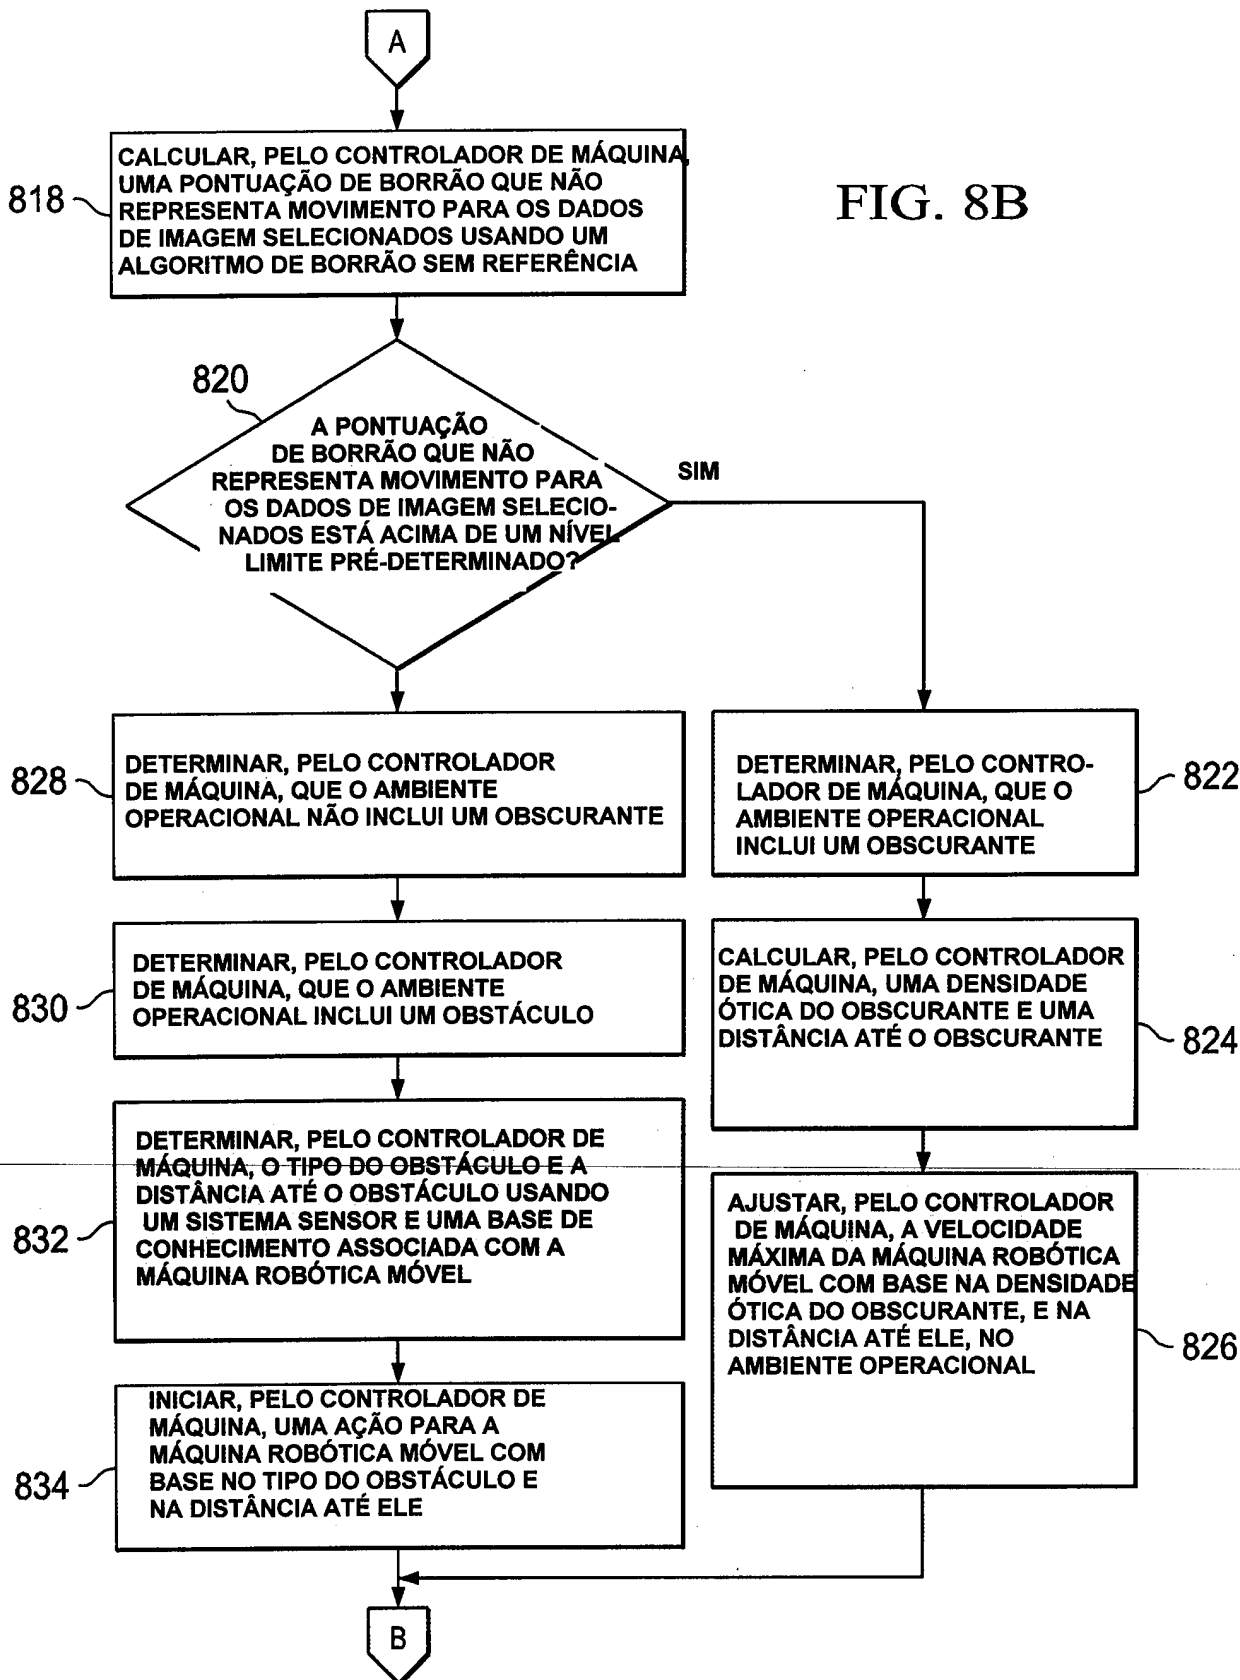 A
FIG. 8B
818
CALCULAR, PELO CONTROLADOR DE MÁQUINA,
UMA PONTUAÇÃO DE BORRÃO QUE NÃO
REPRESENTA MOVIMENTO PARA OS DADOS
DE IMAGEM SELECIONADOS USANDO UM
ALGORITMO DE BORRÃO SEM REFERÊNCIA
820
A PONTUAÇÃO
DE BORRÃO QUE NÃO
REPRESENTA MOVIMENTO PARA
OS DADOS DE IMAGEM SELECIO-
NADOS ESTÁ ACIMA DE UM NÍVEL
LIMITE PRÉ-DETERMINADO?
SIM
828
DETERMINAR, PELO CONTROLADOR
DE MÁQUINA, QUE O AMBIENTE
OPERACIONAL NÃO INCLUI UM OBSCURANTE
822
DETERMINAR, PELO CONTRO-
LADOR DE MÁQUINA, QUE O
AMBIENTE OPERACIONAL
INCLUI UM OBSCURANTE
830
DETERMINAR, PELO CONTROLADOR
DE MÁQUINA, QUE O AMBIENTE
OPERACIONAL INCLUI UM OBSTÁCULO
824
CALCULAR, PELO CONTROLADOR
DE MÁQUINA, UMA DENSIDADE
ÓTICA DO OBSCURANTE E UMA
DISTÂNCIA ATÉ O OBSCURANTE
832
DETERMINAR, PELO CONTROLADOR DE
MÁQUINA, O TIPO DO OBSTÁCULO E A
DISTÂNCIA ATÉ O OBSTÁCULO USANDO
UM SISTEMA SENSOR E UMA BASE DE
CONHECIMENTO ASSOCIADA COM A
MÁQUINA ROBÓTICA MÓVEL
826
AJUSTAR, PELO CONTROLADOR
DE MÁQUINA, A VELOCIDADE
MÁXIMA DA MÁQUINA ROBÓTICA
MÓVEL COM BASE NA DENSIDADE
ÓTICA DO OBSCURANTE, E NA
DISTÂNCIA ATÉ ELE, NO
AMBIENTE OPERACIONAL
834
INICIAR, PELO CONTROLADOR DE
MÁQUINA, UMA AÇÃO PARA A
MÁQUINA ROBÓTICA MÓVEL COM
BASE NO TIPO DO OBSTÁCULO E
NA DISTÂNCIA ATÉ ELE
B